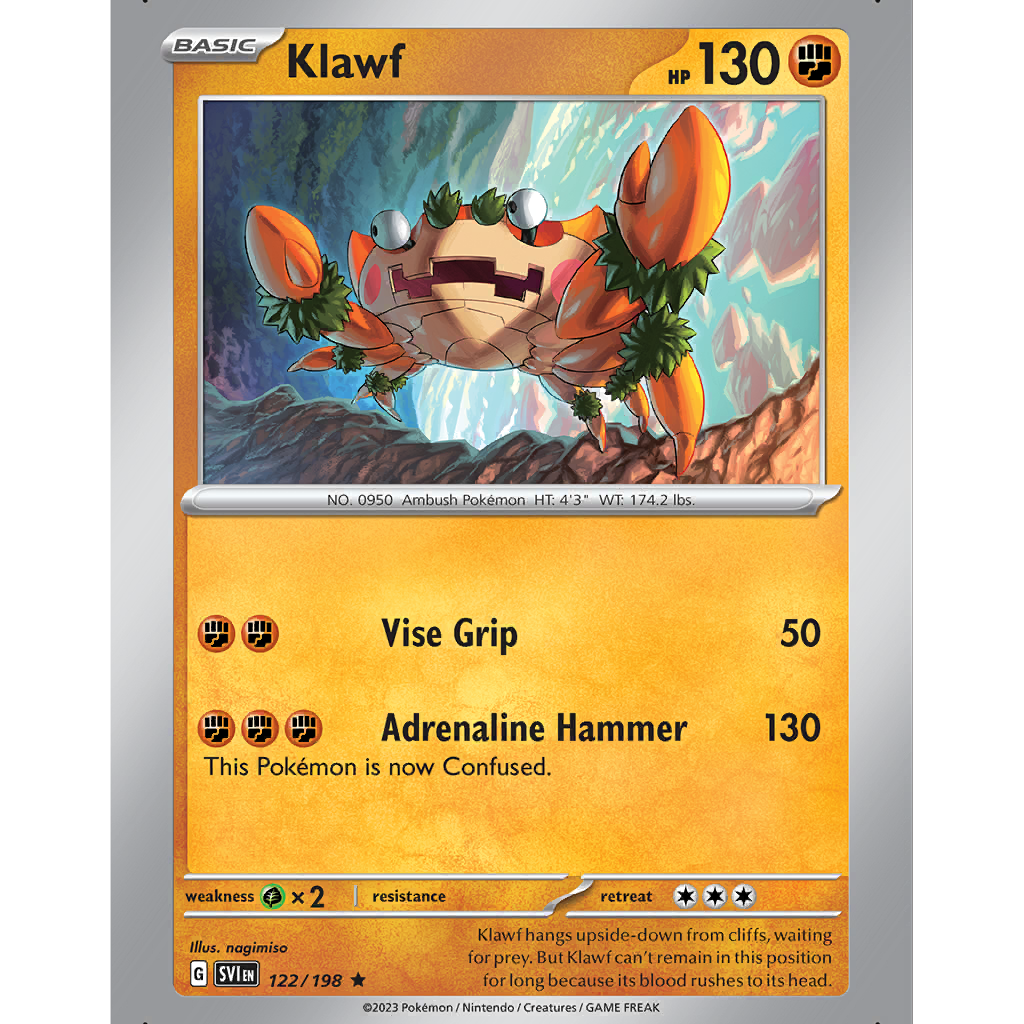 BASIC
Klawf
HP 130
NO. 0950 Ambush Pokémon HT: 4'3" WT: 174.2 lbs.
Vise Grip 50
Adrenaline Hammer 130
This Pokémon is now Confused.
weakness ×2 resistance retreat
Illus. nagimiso
Klawf hangs upside-down from cliffs, waiting
for prey. But Klawf can't remain in this position
for long because its blood rushes to its head.
G SVI EN 122/198 ★
©2023 Pokémon / Nintendo / Creatures / GAME FREAK